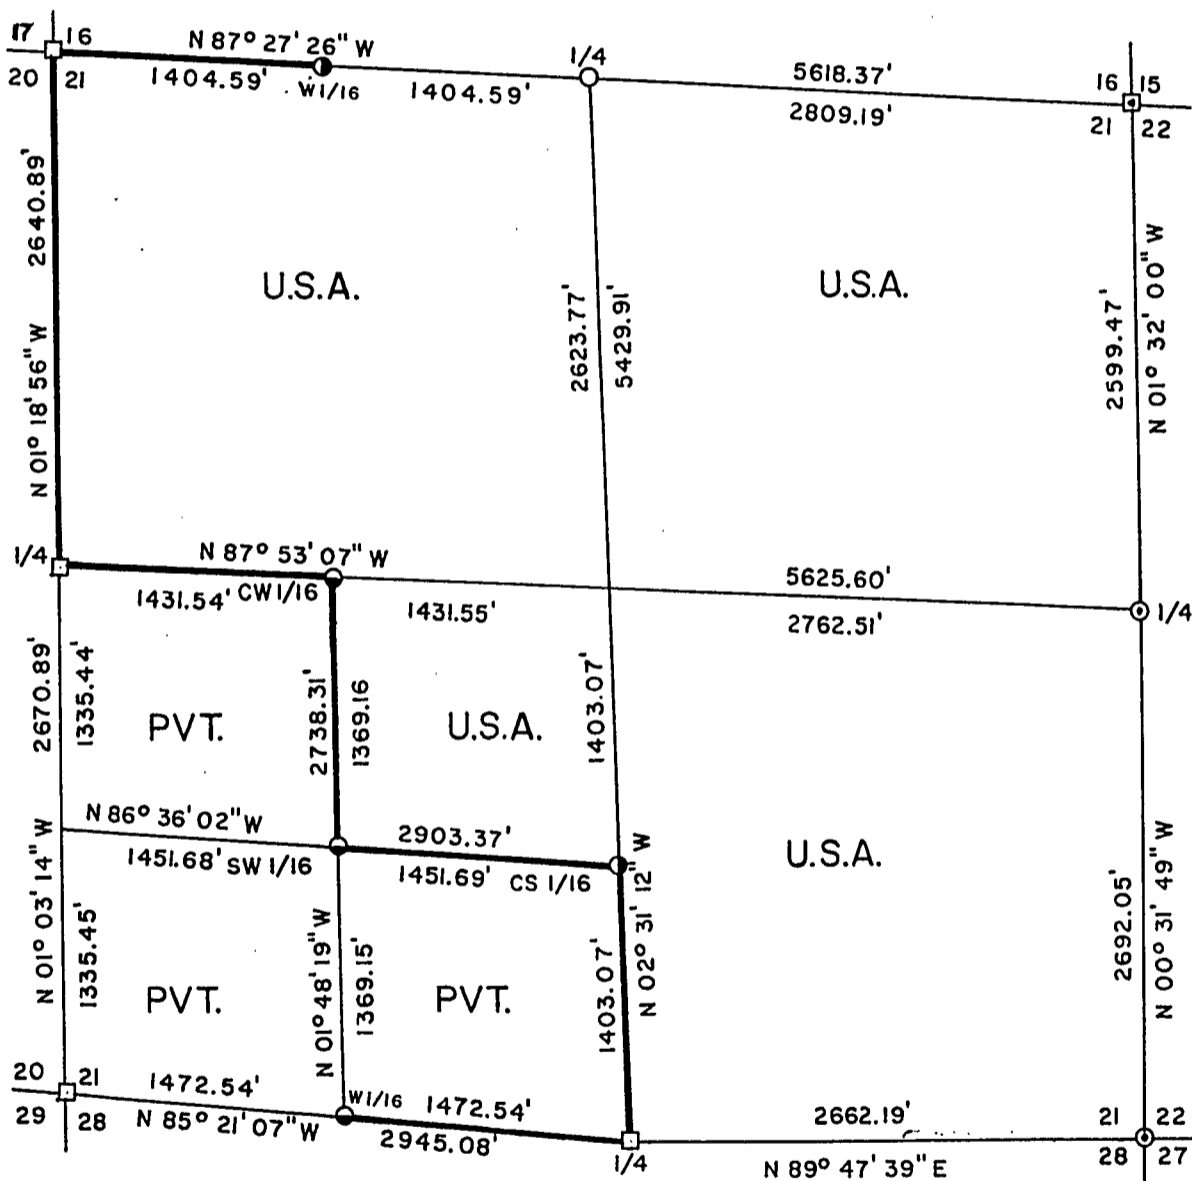 17 16
N 87° 27' 26" W
1/4
5618.37'
16 15
20 21
1404.59'
W1/16
1404.59'
2809.19'
21 22
2640.89'
N 01° 18' 56" W
U.S.A.
2623.77'
5429.91'
U.S.A.
2599.47'
N 01° 32' 00" W
1/4
N 87° 53' 07" W
1431.54'
CW 1/16
1431.55'
5625.60'
2762.51'
1/4
2670.89'
1335.44'
PVT.
2738.31'
1369.16
U.S.A.
1403.07'
N 86° 36' 02" W
1451.68'
SW 1/16
2903.37'
1451.69'
CS 1/16
N 02° 31' 12" W
U.S.A.
N 01° 03' 14" W
1335.45'
PVT.
N 01° 48' 19" W
1369.15'
PVT.
1403.07'
2692.05'
N 00° 31' 49" W
20 21
1472.54'
W1/16
1472.54'
2662.19'
21 22
29 28
N 85° 21' 07" W
2945.08'
1/4
N 89° 47' 39" E
28 27